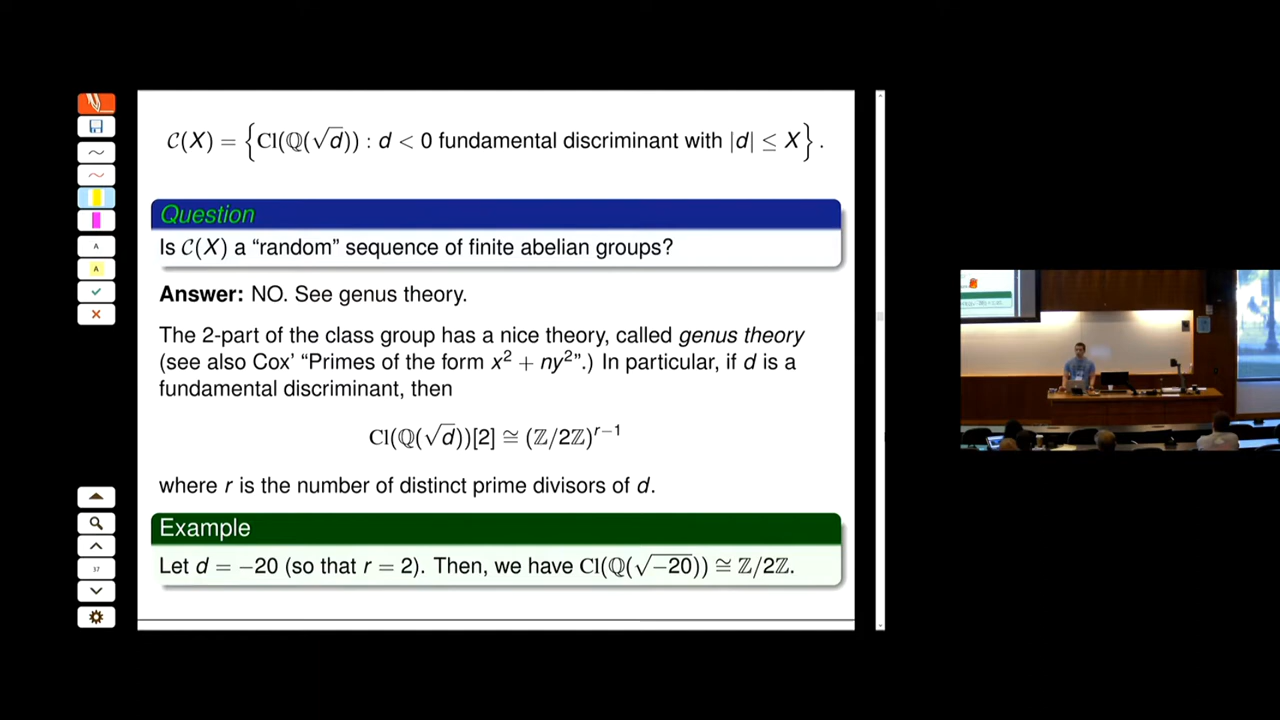 C(X) = {Cl(ℚ(√d)) : d < 0 fundamental discriminant with |d| ≤ X}.
Question
Is C(X) a “random” sequence of finite abelian groups?
Answer: NO. See genus theory.
The 2-part of the class group has a nice theory, called genus theory
(see also Cox’ “Primes of the form x² + ny²”.) In particular, if d is a
fundamental discriminant, then
Cl(ℚ(√d))[2] ≅ (ℤ/2ℤ)^{r−1}
where r is the number of distinct prime divisors of d.
Example
Let d = −20 (so that r = 2). Then, we have Cl(ℚ(√−20)) ≅ ℤ/2ℤ.
A
A
37